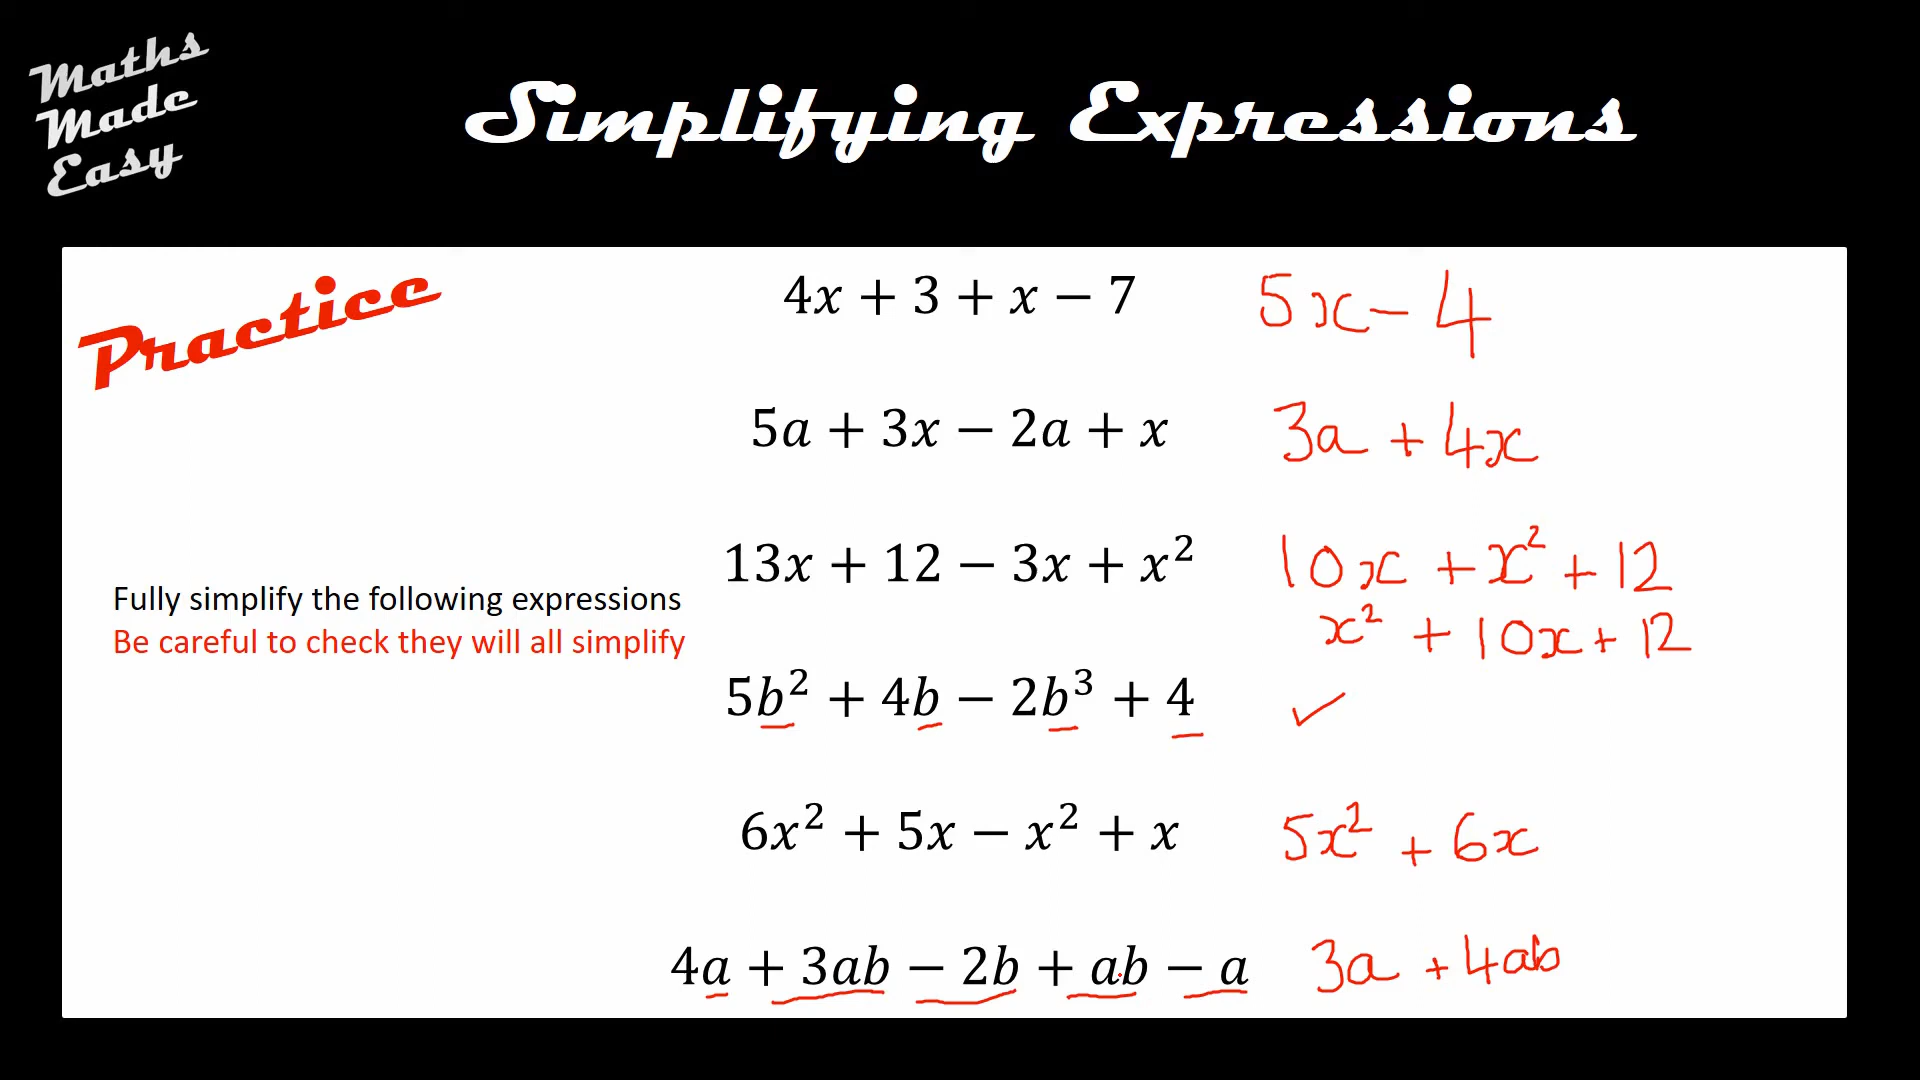 Maths
Made
Easy
Simplifying Expressions
Practice
4x + 3 + x − 7 5x − 4
5a + 3x − 2a + x 3a + 4x
13x + 12 − 3x + x² 10x + x² + 12
Fully simplify the following expressions
x² + 10x + 12
Be careful to check they will all simplify
5b² + 4b − 2b³ + 4 ✓
6x² + 5x − x² + x 5x² + 6x
4a + 3ab − 2b + ab − a 3a + 4ab